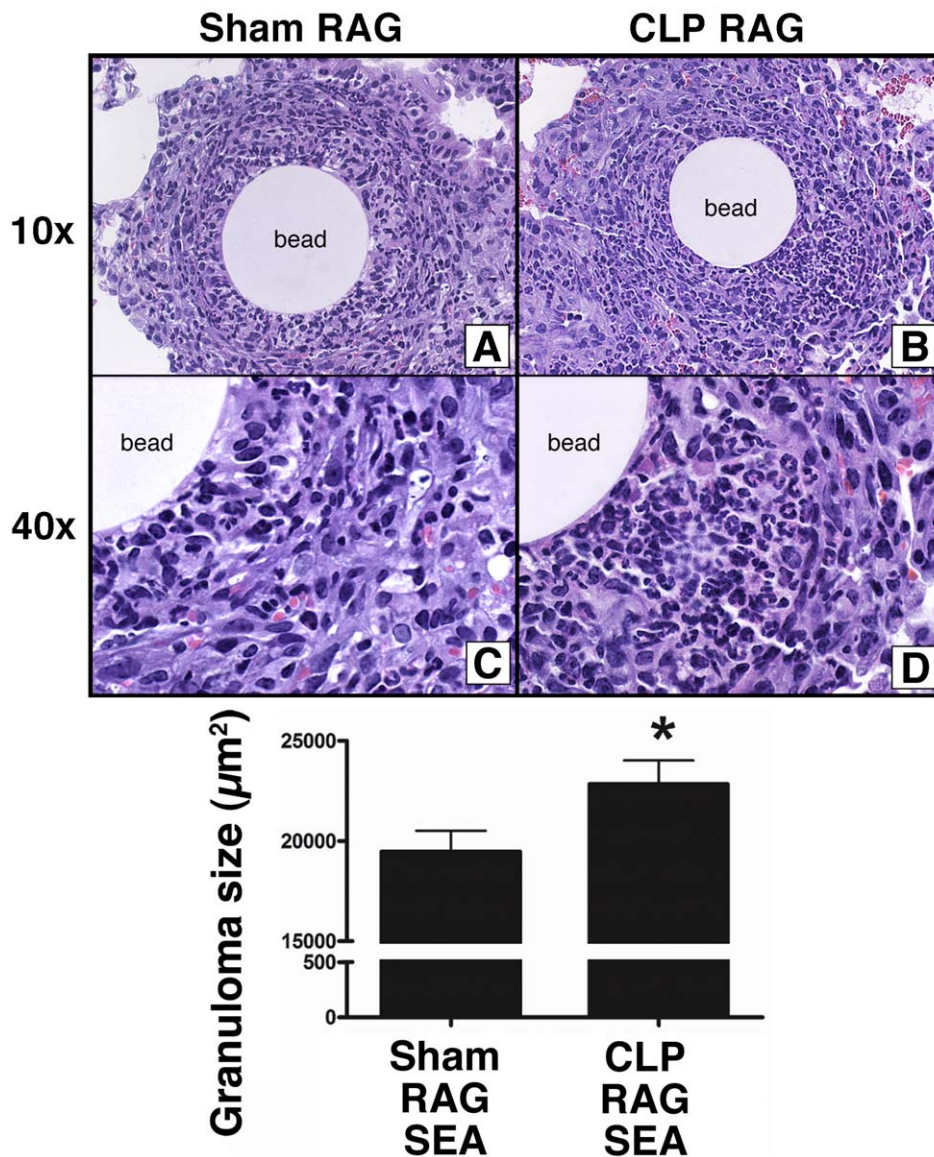 Sham RAG CLP RAG
10x
bead
A
bead
B
40x
bead
C
bead
D
Granuloma size (µm²)
25000
20000
15000
500
0
*
Sham
RAG
SEA
CLP
RAG
SEA